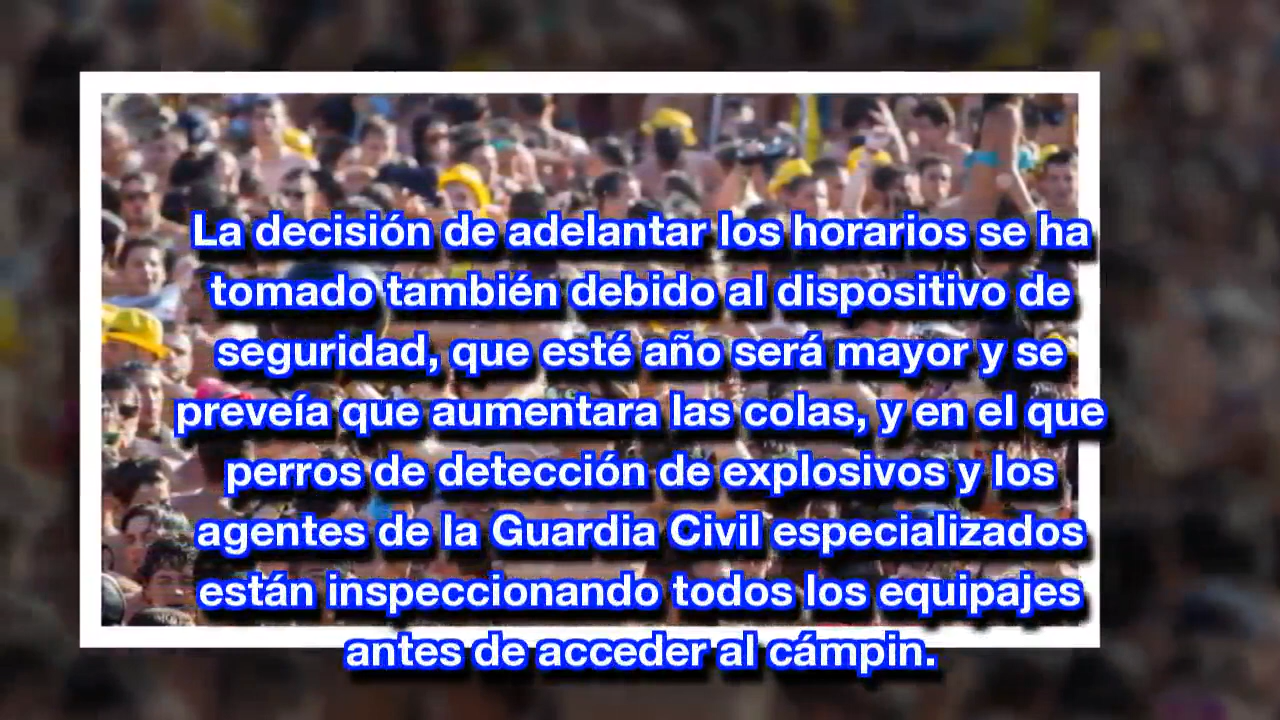 La decisión de adelantar los horarios se ha
tomado también debido al dispositivo de
seguridad, que esté año será mayor y se
preveía que aumentara las colas, y en el que
perros de detección de explosivos y los
agentes de la Guardia Civil especializados
están inspeccionando todos los equipajes
antes de acceder al cámpin.